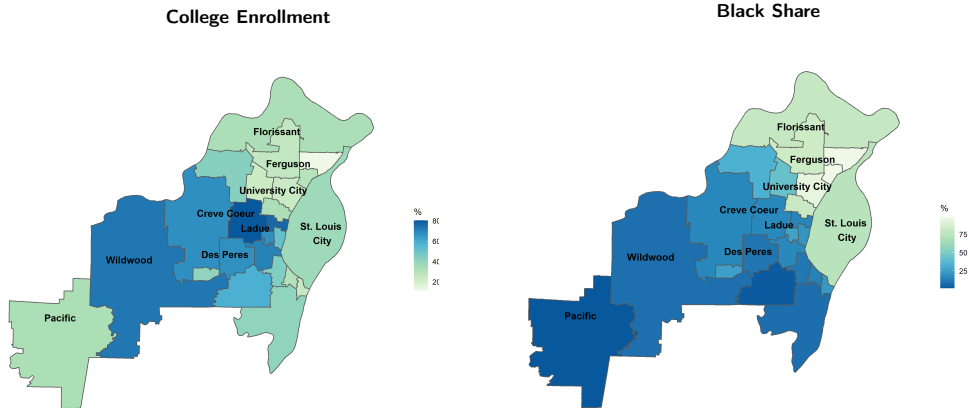 College Enrollment
Florissant
Ferguson
University City
Creve Coeur
Ladue
St. Louis
City
Des Peres
Wildwood
Pacific
%
80
60
40
20
Black Share
Florissant
Ferguson
University City
Creve Coeur
Ladue
St. Louis
City
Des Peres
Wildwood
Pacific
%
75
50
25